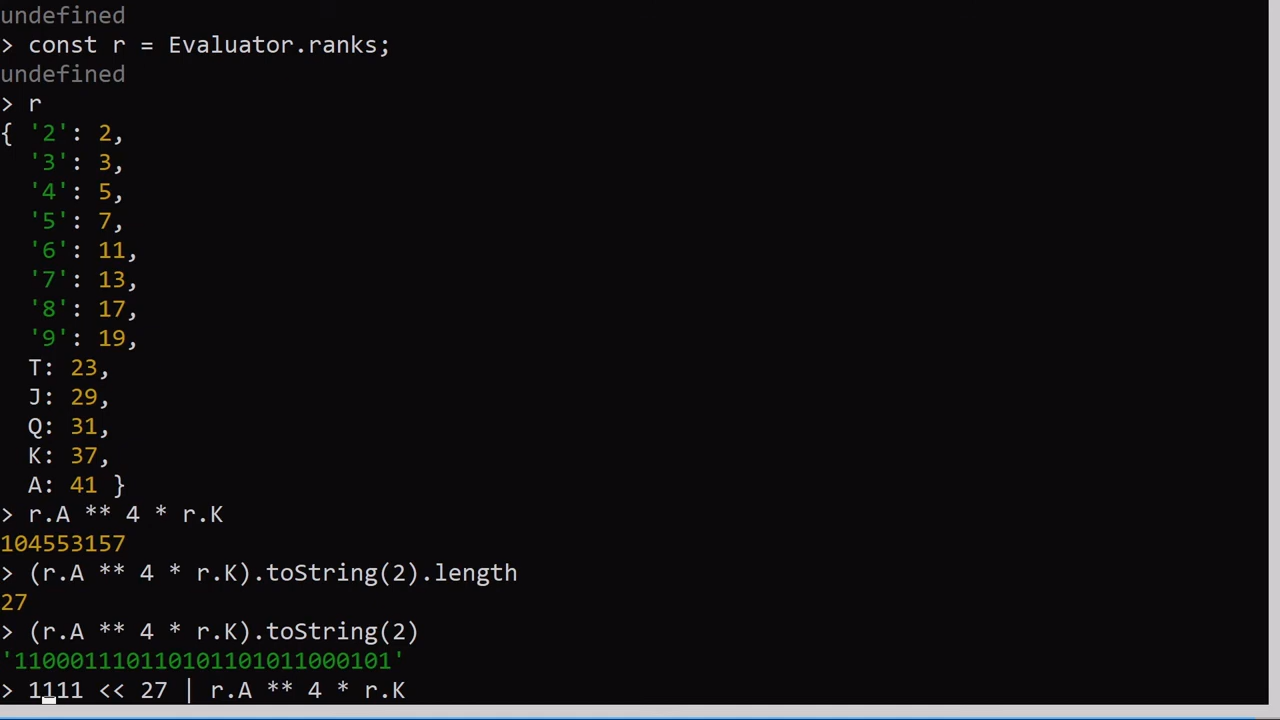 undefined
> const r = Evaluator.ranks;
undefined
> r
{ '2': 2,
'3': 3,
'4': 5,
'5': 7,
'6': 11,
'7': 13,
'8': 17,
'9': 19,
T: 23,
J: 29,
Q: 31,
K: 37,
A: 41 }
> r.A ** 4 * r.K
104553157
> (r.A ** 4 * r.K).toString(2).length
27
> (r.A ** 4 * r.K).toString(2)
'110001110110101101011000101'
> 1111 << 27 | r.A ** 4 * r.K